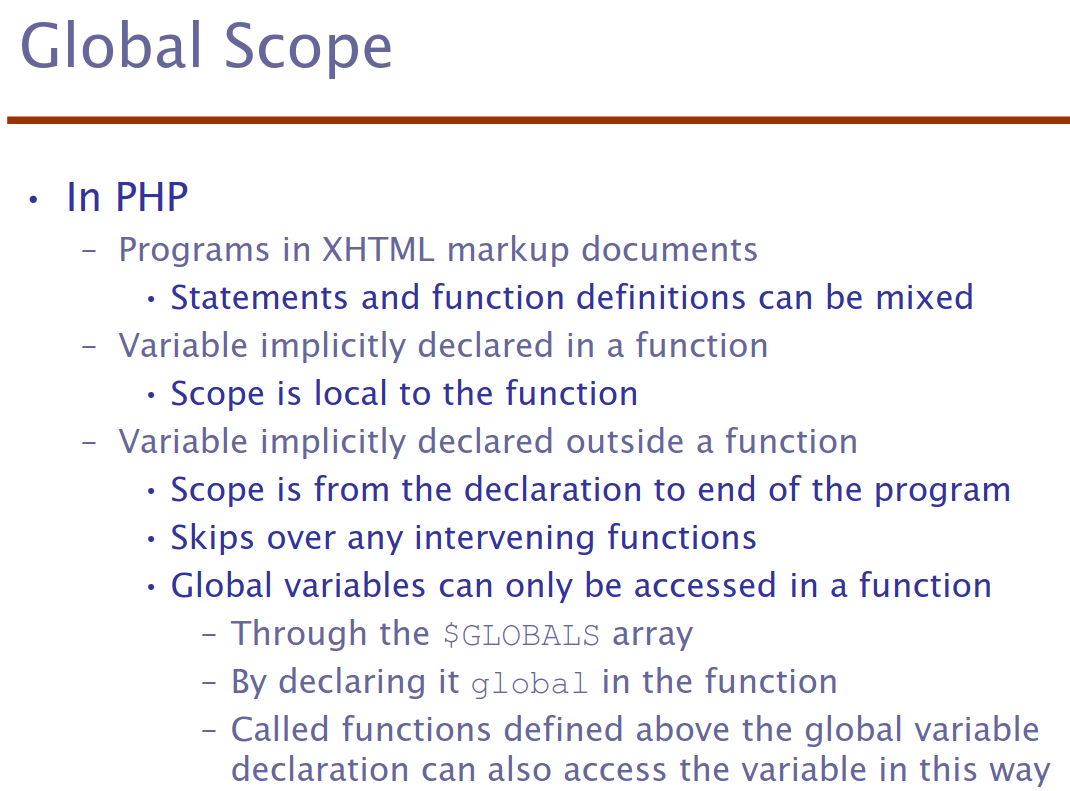 Global Scope
• In PHP
– Programs in XHTML markup documents
• Statements and function definitions can be mixed
– Variable implicitly declared in a function
• Scope is local to the function
– Variable implicitly declared outside a function
• Scope is from the declaration to end of the program
• Skips over any intervening functions
• Global variables can only be accessed in a function
– Through the $GLOBALS array
– By declaring it global in the function
– Called functions defined above the global variable
declaration can also access the variable in this way